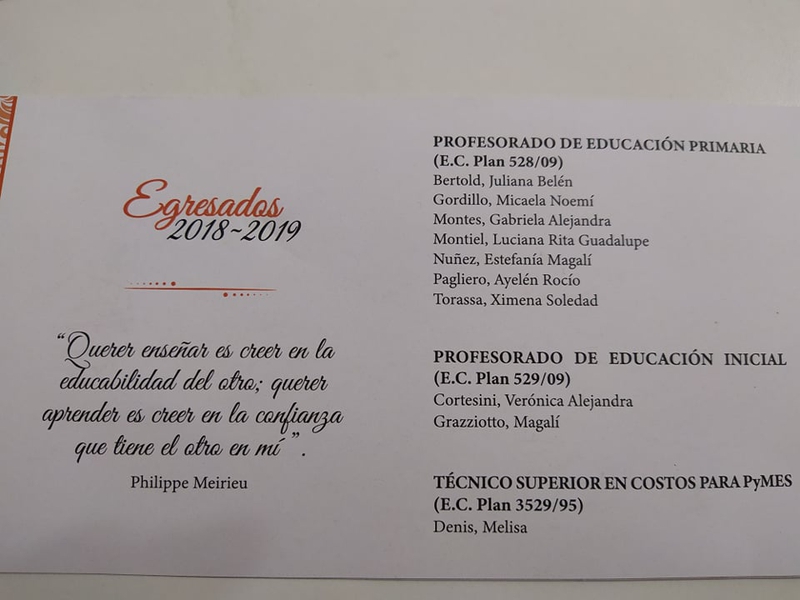 Egresados
2018~2019
“Querer enseñar es creer en la
educabilidad del otro; querer
aprender es creer en la confianza
que tiene el otro en mí ”.
Philippe Meirieu
PROFESORADO DE EDUCACIÓN PRIMARIA
(E.C. Plan 528/09)
Bertold, Juliana Belén
Gordillo, Micaela Noemí
Montes, Gabriela Alejandra
Montiel, Luciana Rita Guadalupe
Nuñez, Estefanía Magalí
Pagliero, Ayelén Rocío
Torassa, Ximena Soledad
PROFESORADO DE EDUCACIÓN INICIAL
(E.C. Plan 529/09)
Cortesini, Verónica Alejandra
Grazziotto, Magalí
TÉCNICO SUPERIOR EN COSTOS PARA PyMES
(E.C. Plan 3529/95)
Denis, Melisa